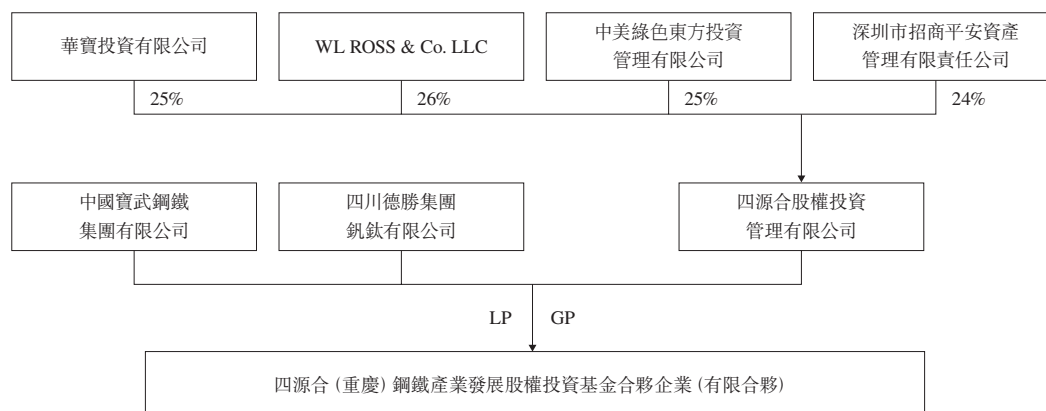 華寶投資有限公司
WL ROSS & Co. LLC
中美綠色東方投資
管理有限公司
深圳市招商平安資產
管理有限責任公司
25%
26%
25%
24%
中國寶武鋼鐵
集團有限公司
四川德勝集團
釩鈦有限公司
四源合股權投資
管理有限公司
LP
GP
四源合 (重慶) 鋼鐵產業發展股權投資基金合夥企業 (有限合夥)